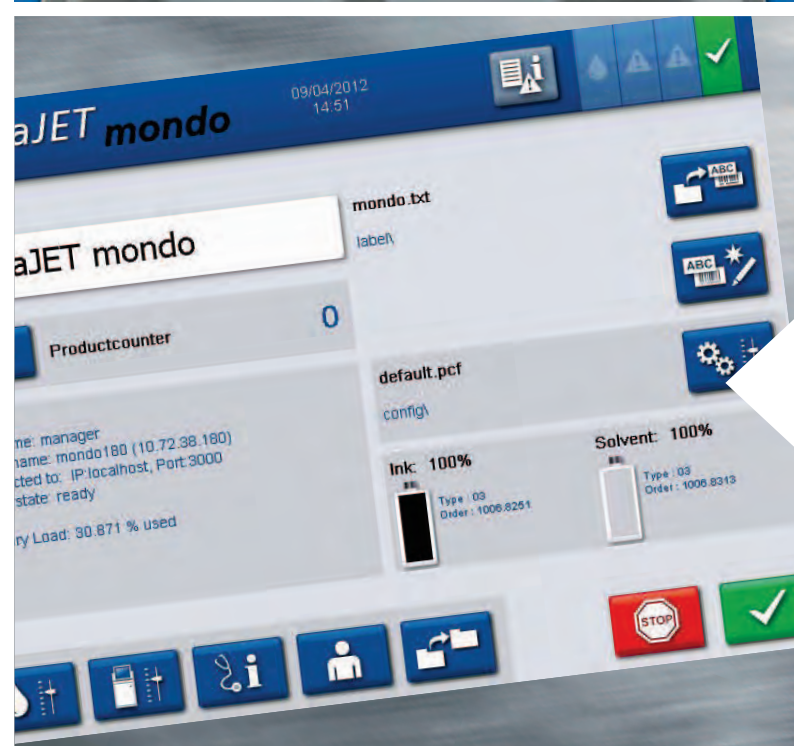 aJET mondo
09/04/2012
14:51
aJET mondo
mondo.txt
label\
ABC
ABC
Productcounter 0
default.pcf
config\
me: manager
name: mondo180 (10.72.38.180)
cted to: IP:localhost, Port:3000
state: ready
ry Load: 30.871 % used
Ink: 100%
Type : 03
Order : 1006.8251
Solvent: 100%
Type : 03
Order : 1006.8313
STOP